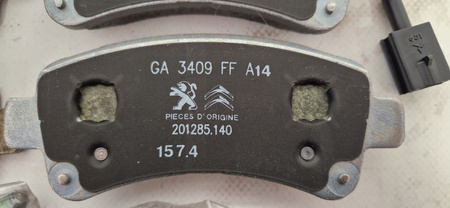 GA 3409 FF A14
PIECES D'ORIGINE
201285.140
157.4